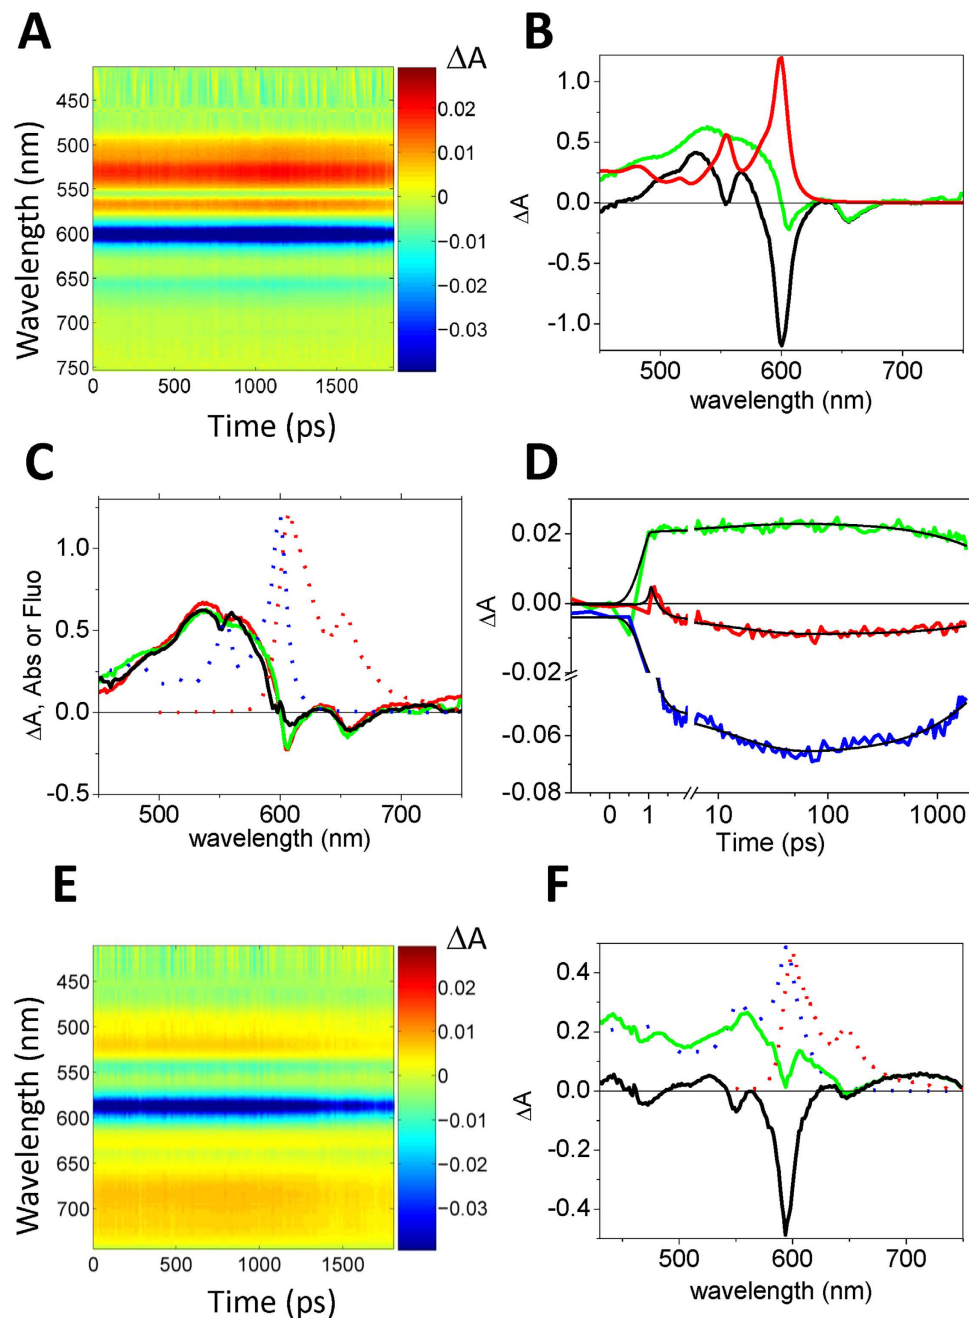 A
B
ΔA
450
500
550
600
650
700
750
0.02
0.01
0
−0.01
−0.02
−0.03
Wavelength (nm)
0 500 1000 1500
Time (ps)
ΔA
1.0
0.5
0.0
-0.5
-1.0
500 600 700
wavelength (nm)
C
D
ΔA, Abs or Fluo
1.0
0.5
0.0
-0.5
500 600 700
wavelength (nm)
ΔA
0.02
0.00
-0.02
-0.06
-0.08
0 1 10 100 1000
Time (ps)
E
F
ΔA
450
500
550
600
650
700
0.02
0.01
0
−0.01
−0.02
−0.03
Wavelength (nm)
0 500 1000 1500
Time (ps)
ΔA
0.4
0.2
0.0
-0.2
-0.4
500 600 700
wavelength (nm)